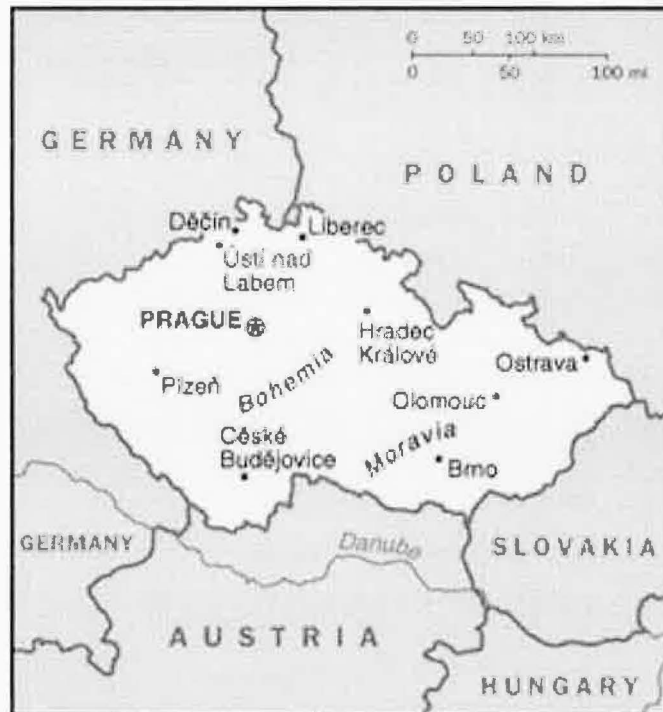 0 50 100 km
0 50 100 mi
GERMANY
POLAND
Děčín
Liberec
Ústí nad
Labem
PRAGUE
Hradec
Králové
Ostrava
Plzeň
Bohemia
Olomouc
České
Budějovice
Moravia
Brno
GERMANY
Danube
SLOVAKIA
AUSTRIA
HUNGARY